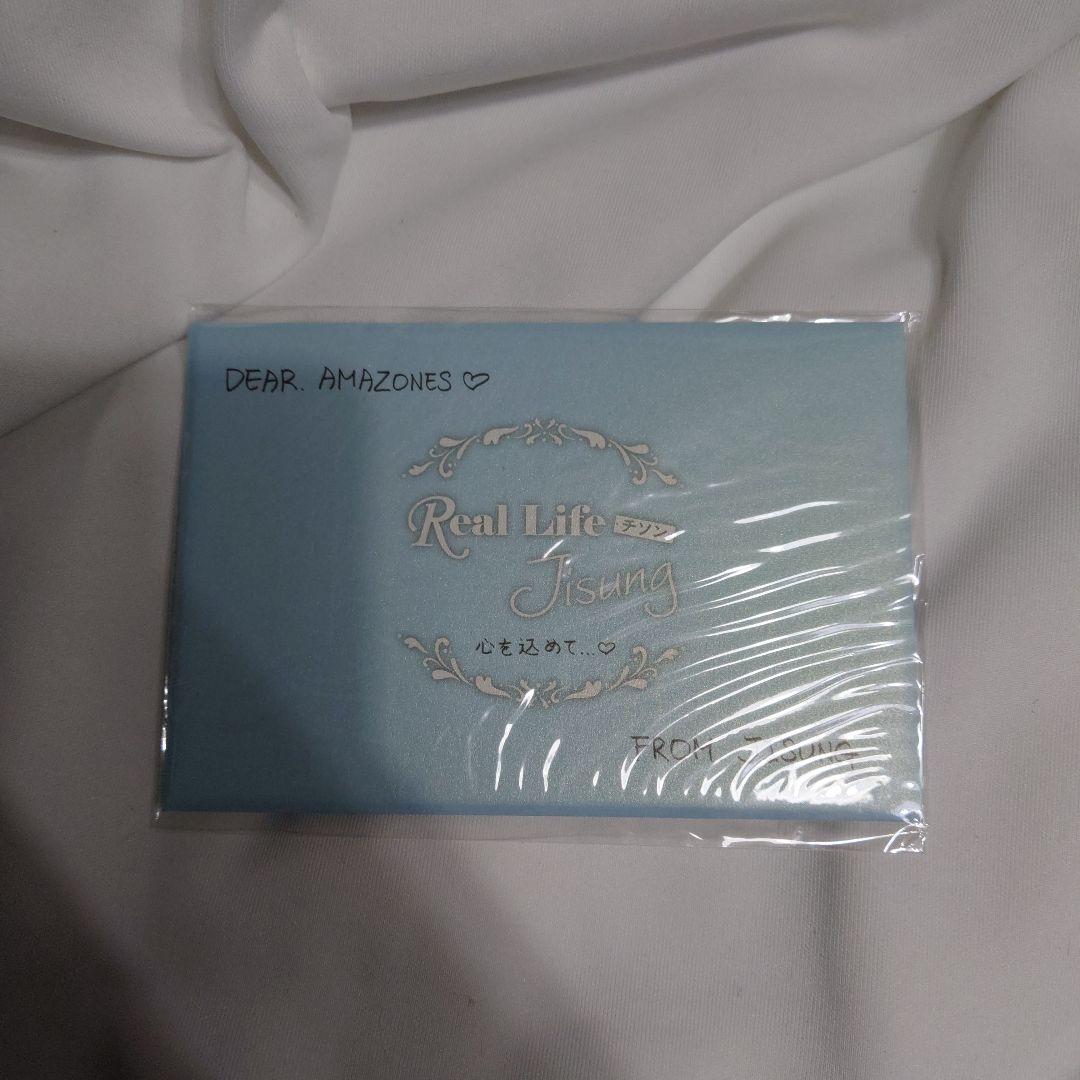 DEAR. AMAZONES ♡
Real Life チソン
Jisung
心を込めて...♡
FROM. JISUNG